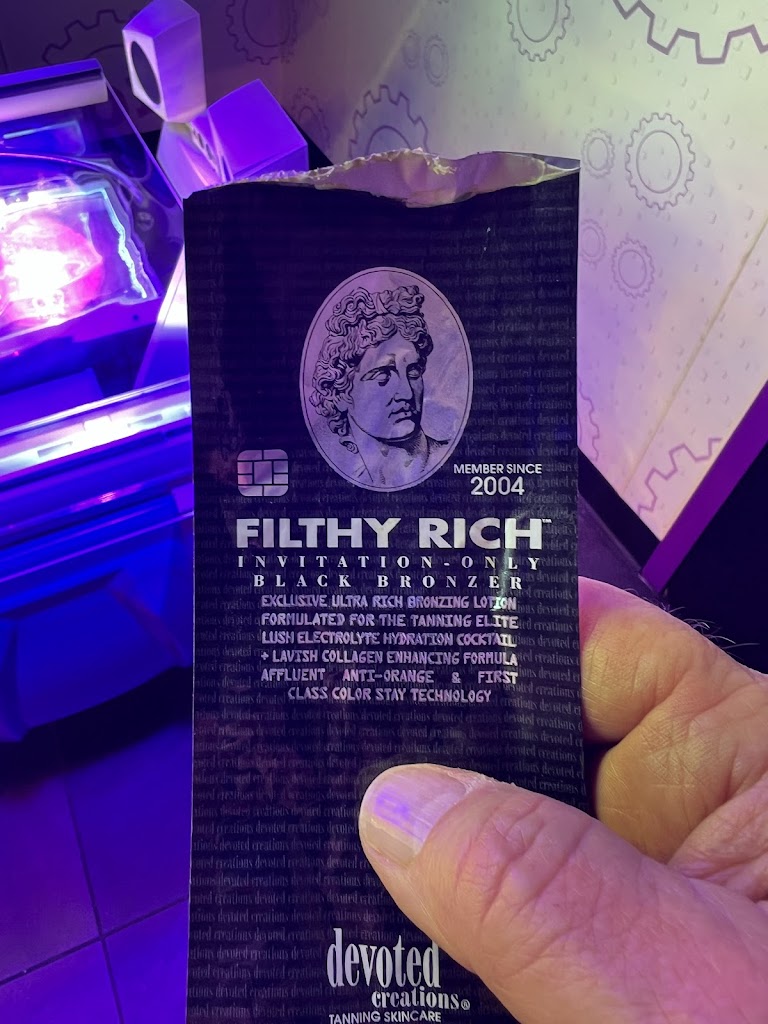 MEMBER SINCE
2004
FILTHY RICH™
INVITATION-ONLY
BLACK BRONZER
EXCLUSIVE ULTRA RICH BRONZING LOTION
FORMULATED FOR THE TANNING ELITE
LUSH ELECTROLYTE HYDRATION COCKTAIL
+ LAVISH COLLAGEN ENHANCING FORMULA
AFFLUENT ANTI-ORANGE & FIRST
CLASS COLOR STAY TECHNOLOGY
devoted
creations®
TANNING SKINCARE